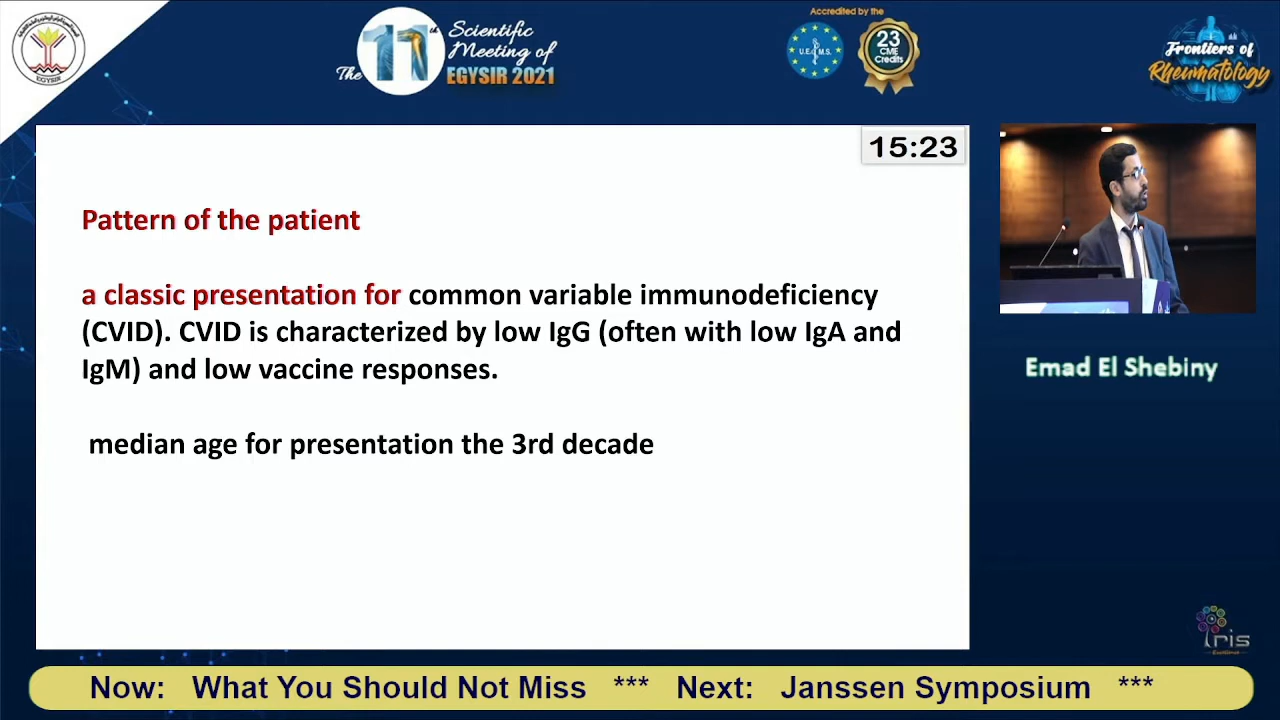 EGYSIR
The 11th
Scientific
Meeting of
EGYSIR 2021
Accredited by the
U.E.M.S.
23
CME
Credits
Frontiers of
Rheumatology
15:23
Pattern of the patient
a classic presentation for common variable immunodeficiency
(CVID). CVID is characterized by low IgG (often with low IgA and
IgM) and low vaccine responses.
median age for presentation the 3rd decade
Emad El Shebiny
Iris
Now: What You Should Not Miss *** Next: Janssen Symposium ***